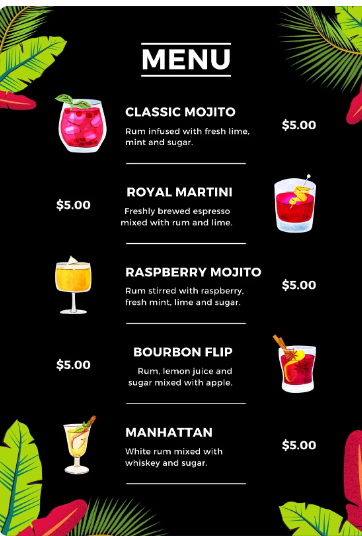 MENU
CLASSIC MOJITO
Rum infused with fresh lime,
mint and sugar.
$5.00
ROYAL MARTINI
$5.00
Freshly brewed espresso
mixed with rum and lime.
RASPBERRY MOJITO
Rum stirred with raspberry,
fresh mint, lime and sugar.
$5.00
BOURBON FLIP
$5.00
Rum, lemon juice and
sugar mixed with apple.
MANHATTAN
White rum mixed with
whiskey and sugar.
$5.00